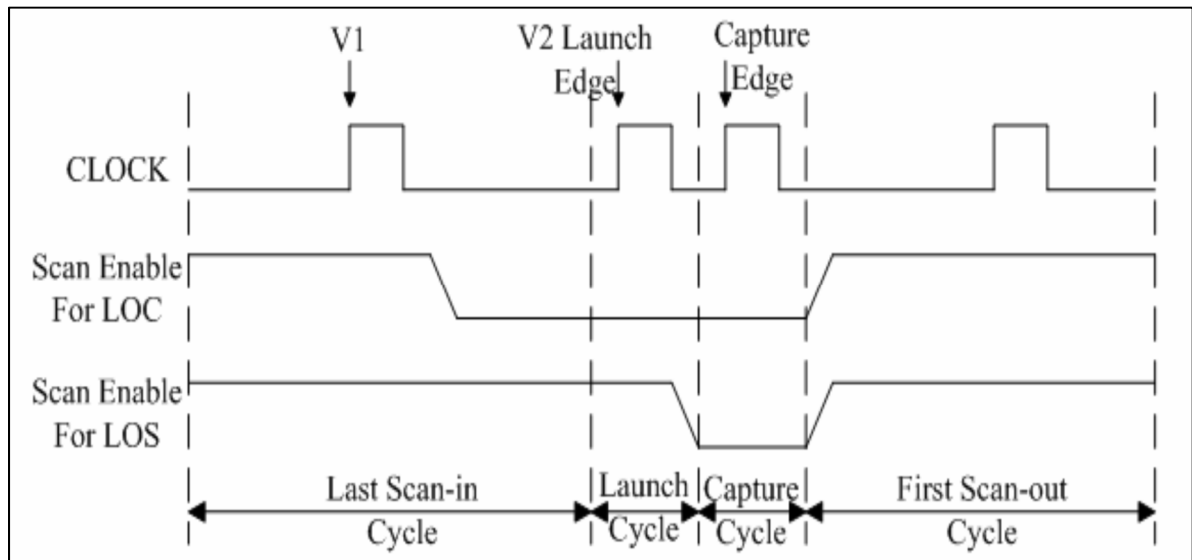 V1
V2 Launch
Edge
Capture
Edge
CLOCK
Scan Enable
For LOC
Scan Enable
For LOS
Last Scan-in
Cycle
Launch
Cycle
Capture
Cycle
First Scan-out
Cycle